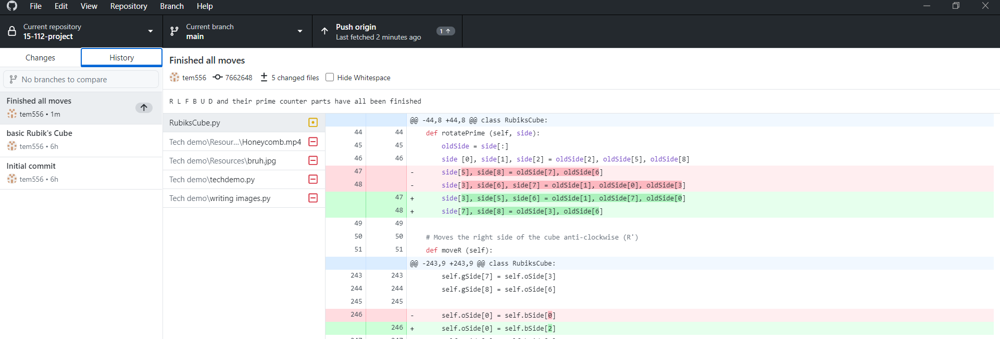 File Edit View Repository Branch Help
Current repository
15-112-project
Current branch
main
Push origin
Last fetched 2 minutes ago
1
Changes
History
No branches to compare
Finished all moves
tem556 • 1m
basic Rubik's Cube
tem556 • 6h
Initial commit
tem556 • 6h
Finished all moves
tem556 7662648 5 changed files Hide Whitespace
R L F B U D and their prime counter parts have all been finished
RubiksCube.py
Tech demo\Resour...\Honeycomb.mp4
Tech demo\Resources\bruh.jpg
Tech demo\techdemo.py
Tech demo\writing images.py
@@ -44,8 +44,8 @@ class RubiksCube:
44 44 def rotatePrime (self, side):
45 45 oldSide = side[:]
46 46 side [0], side[1], side[2] = oldSide[2], oldSide[5], oldSide[8]
47 - side[5], side[8] = oldSide[7], oldSide[6]
48 - side[3], side[6], side[7] = oldSide[1], oldSide[0], oldSide[3]
47 + side[3], side[5], side[6] = oldSide[1], oldSide[7], oldSide[0]
48 + side[7], side[8] = oldSide[3], oldSide[6]
49 49
50 50 # Moves the right side of the cube anti-clockwise (R')
51 51 def moveR (self):
@@ -243,9 +243,9 @@ class RubiksCube:
243 243 self.gSide[7] = self.oSide[3]
244 244 self.gSide[8] = self.oSide[6]
245 245
246 - self.oSide[0] = self.bSide[0]
246 + self.oSide[0] = self.bSide[2]